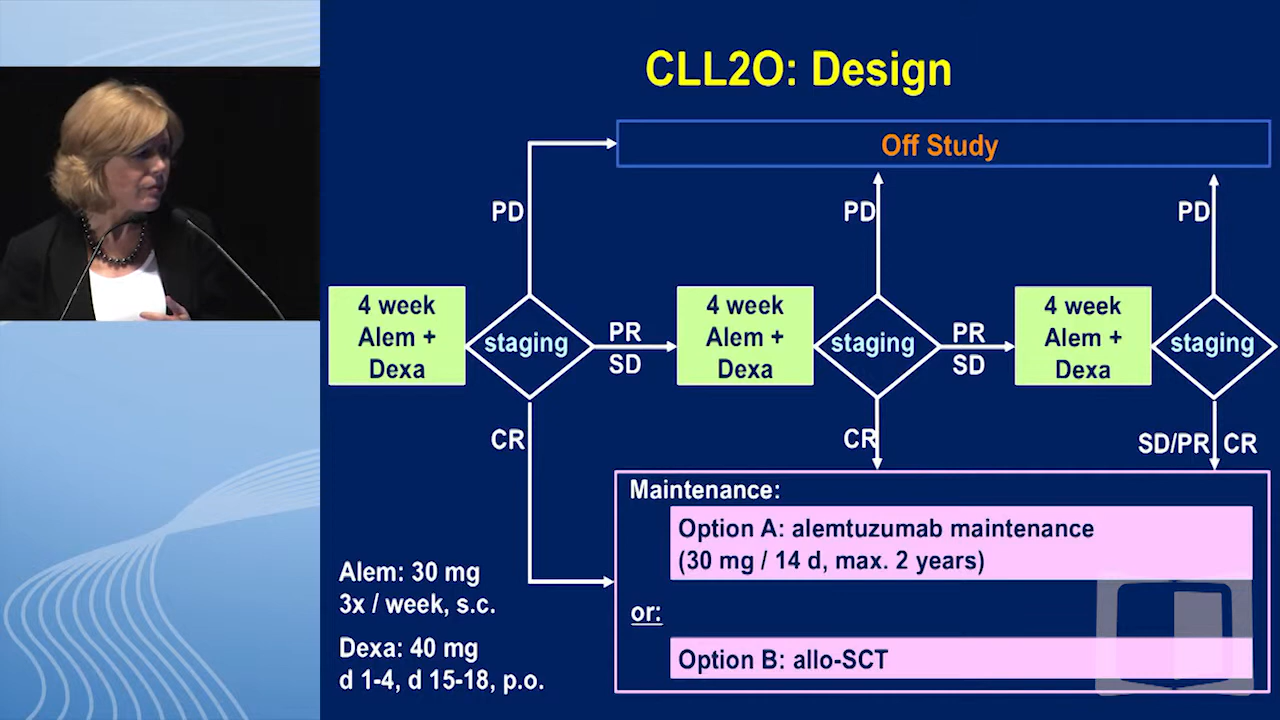 CLL2O: Design
Off Study
PD
PD
PD
4 week
Alem +
Dexa
staging
PR
SD
4 week
Alem +
Dexa
staging
PR
SD
4 week
Alem +
Dexa
staging
CR
CR
SD/PR CR
Maintenance:
Option A: alemtuzumab maintenance
(30 mg / 14 d, max. 2 years)
or:
Option B: allo-SCT
Alem: 30 mg
3x / week, s.c.
Dexa: 40 mg
d 1-4, d 15-18, p.o.